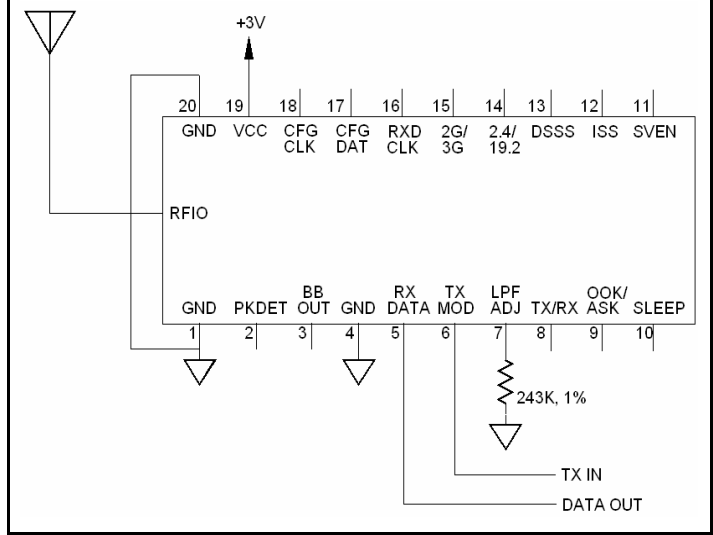 +3V
20 19 18 17 16 15 14 13 12 11
GND VCC CFG CFG RXD 2G/ 2.4/ DSSS ISS SVEN
CLK DAT CLK 3G 19.2
RFIO
BB RX TX LPF OOK/
GND PKDET OUT GND DATA MOD ADJ TX/RX ASK SLEEP
1 2 3 4 5 6 7 8 9 10
243K, 1%
TX IN
DATA OUT